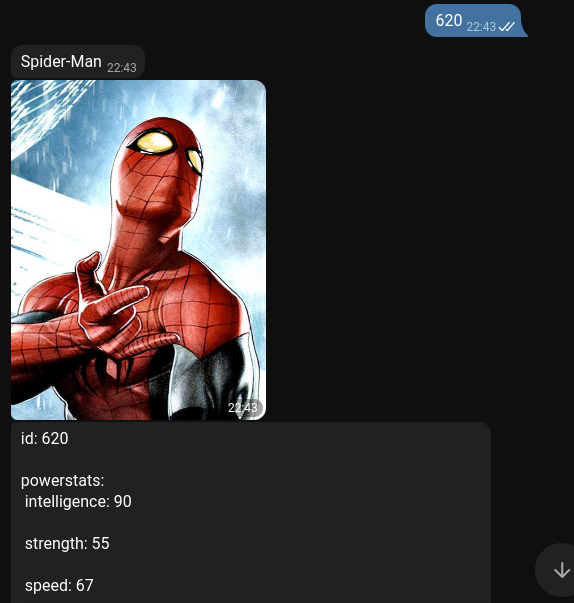 620 22:43
Spider-Man 22:43
22:43
id: 620
powerstats:
intelligence: 90
strength: 55
speed: 67